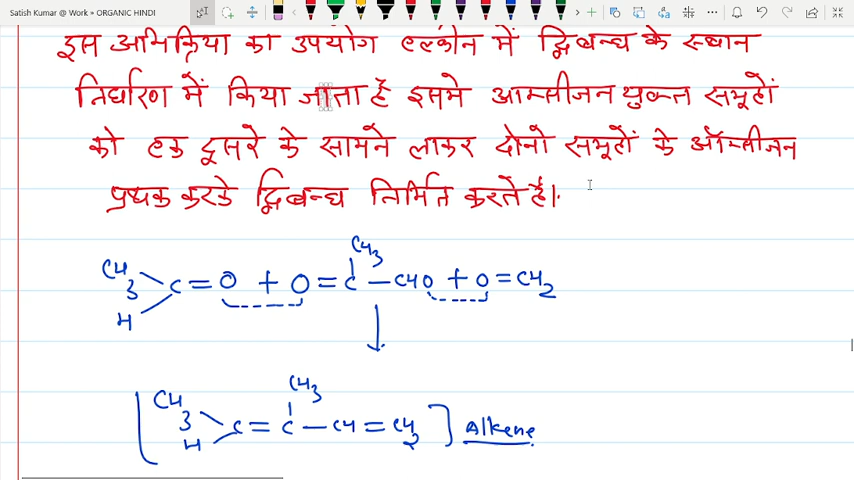 Satish Kumar @ Work » ORGANIC HINDI
इस अभिक्रिया का उपयोग एल्कीन में द्विबन्ध के स्थान
निर्धारण में किया जाता है इसमे आक्सीजन युक्त समूहों
को एक दूसरे के सामने लाकर दोनो समूहों के ऑक्सीजन
प्रथक करके द्विबन्ध निर्मित करते है।
CH3
CH3
C = O + O = C — CHO + O = CH2
H
CH3
CH3
C = C — CH = CH2 ] Alkene
H